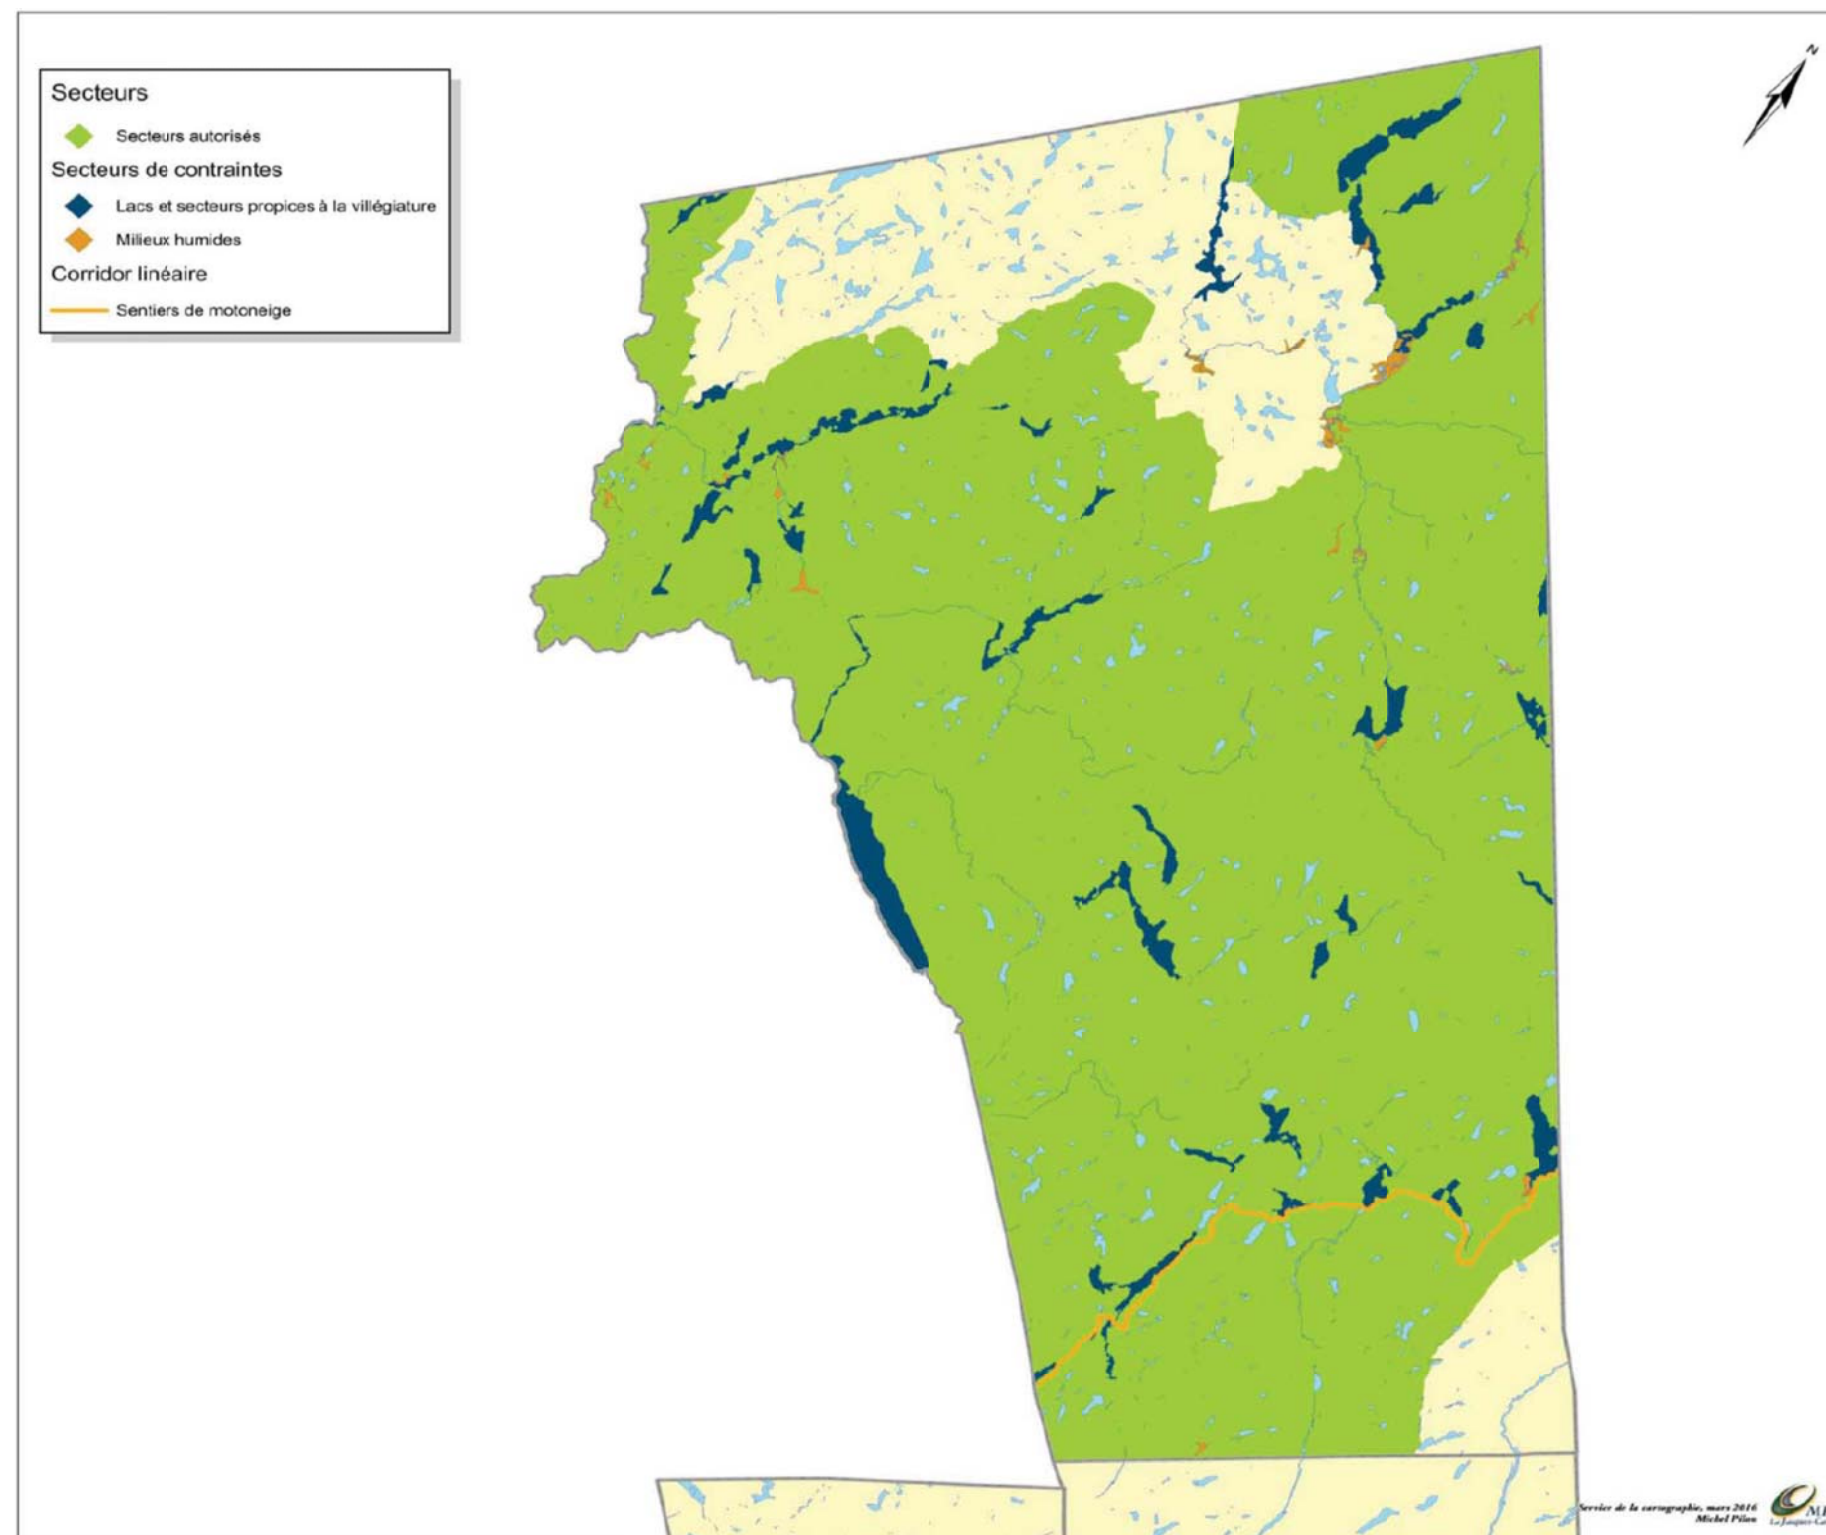 Secteurs
Secteurs autorisés
Secteurs de contraintes
Lacs et secteurs propices à la villégiature
Milieux humides
Corridor linéaire
Sentiers de motoneige
N
Service de la cartographie, mars 2016
Michel Pilon